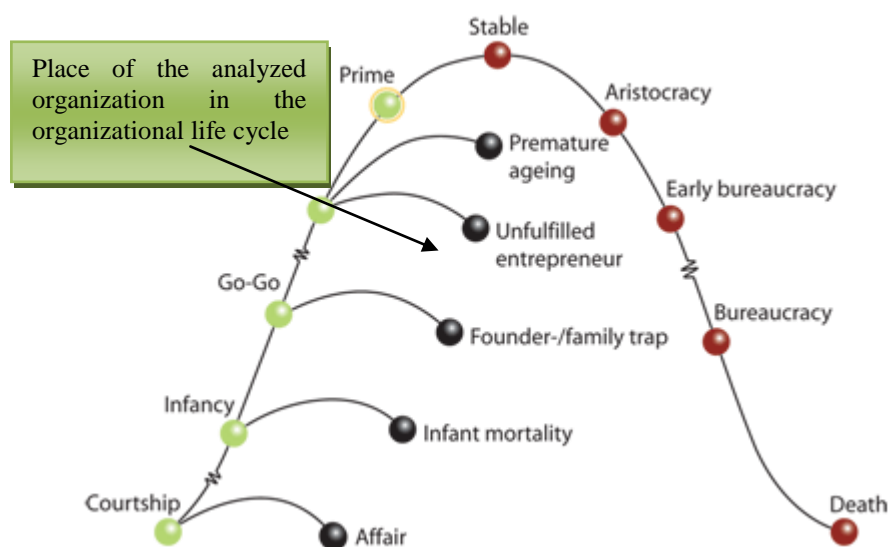 Stable
Place of the analyzed
organization in the
organizational life cycle
Prime
Aristocracy
Premature
ageing
Early bureaucracy
Unfulfilled
entrepreneur
Go-Go
Bureaucracy
Founder-/family trap
Infancy
Infant mortality
Courtship
Affair
Death